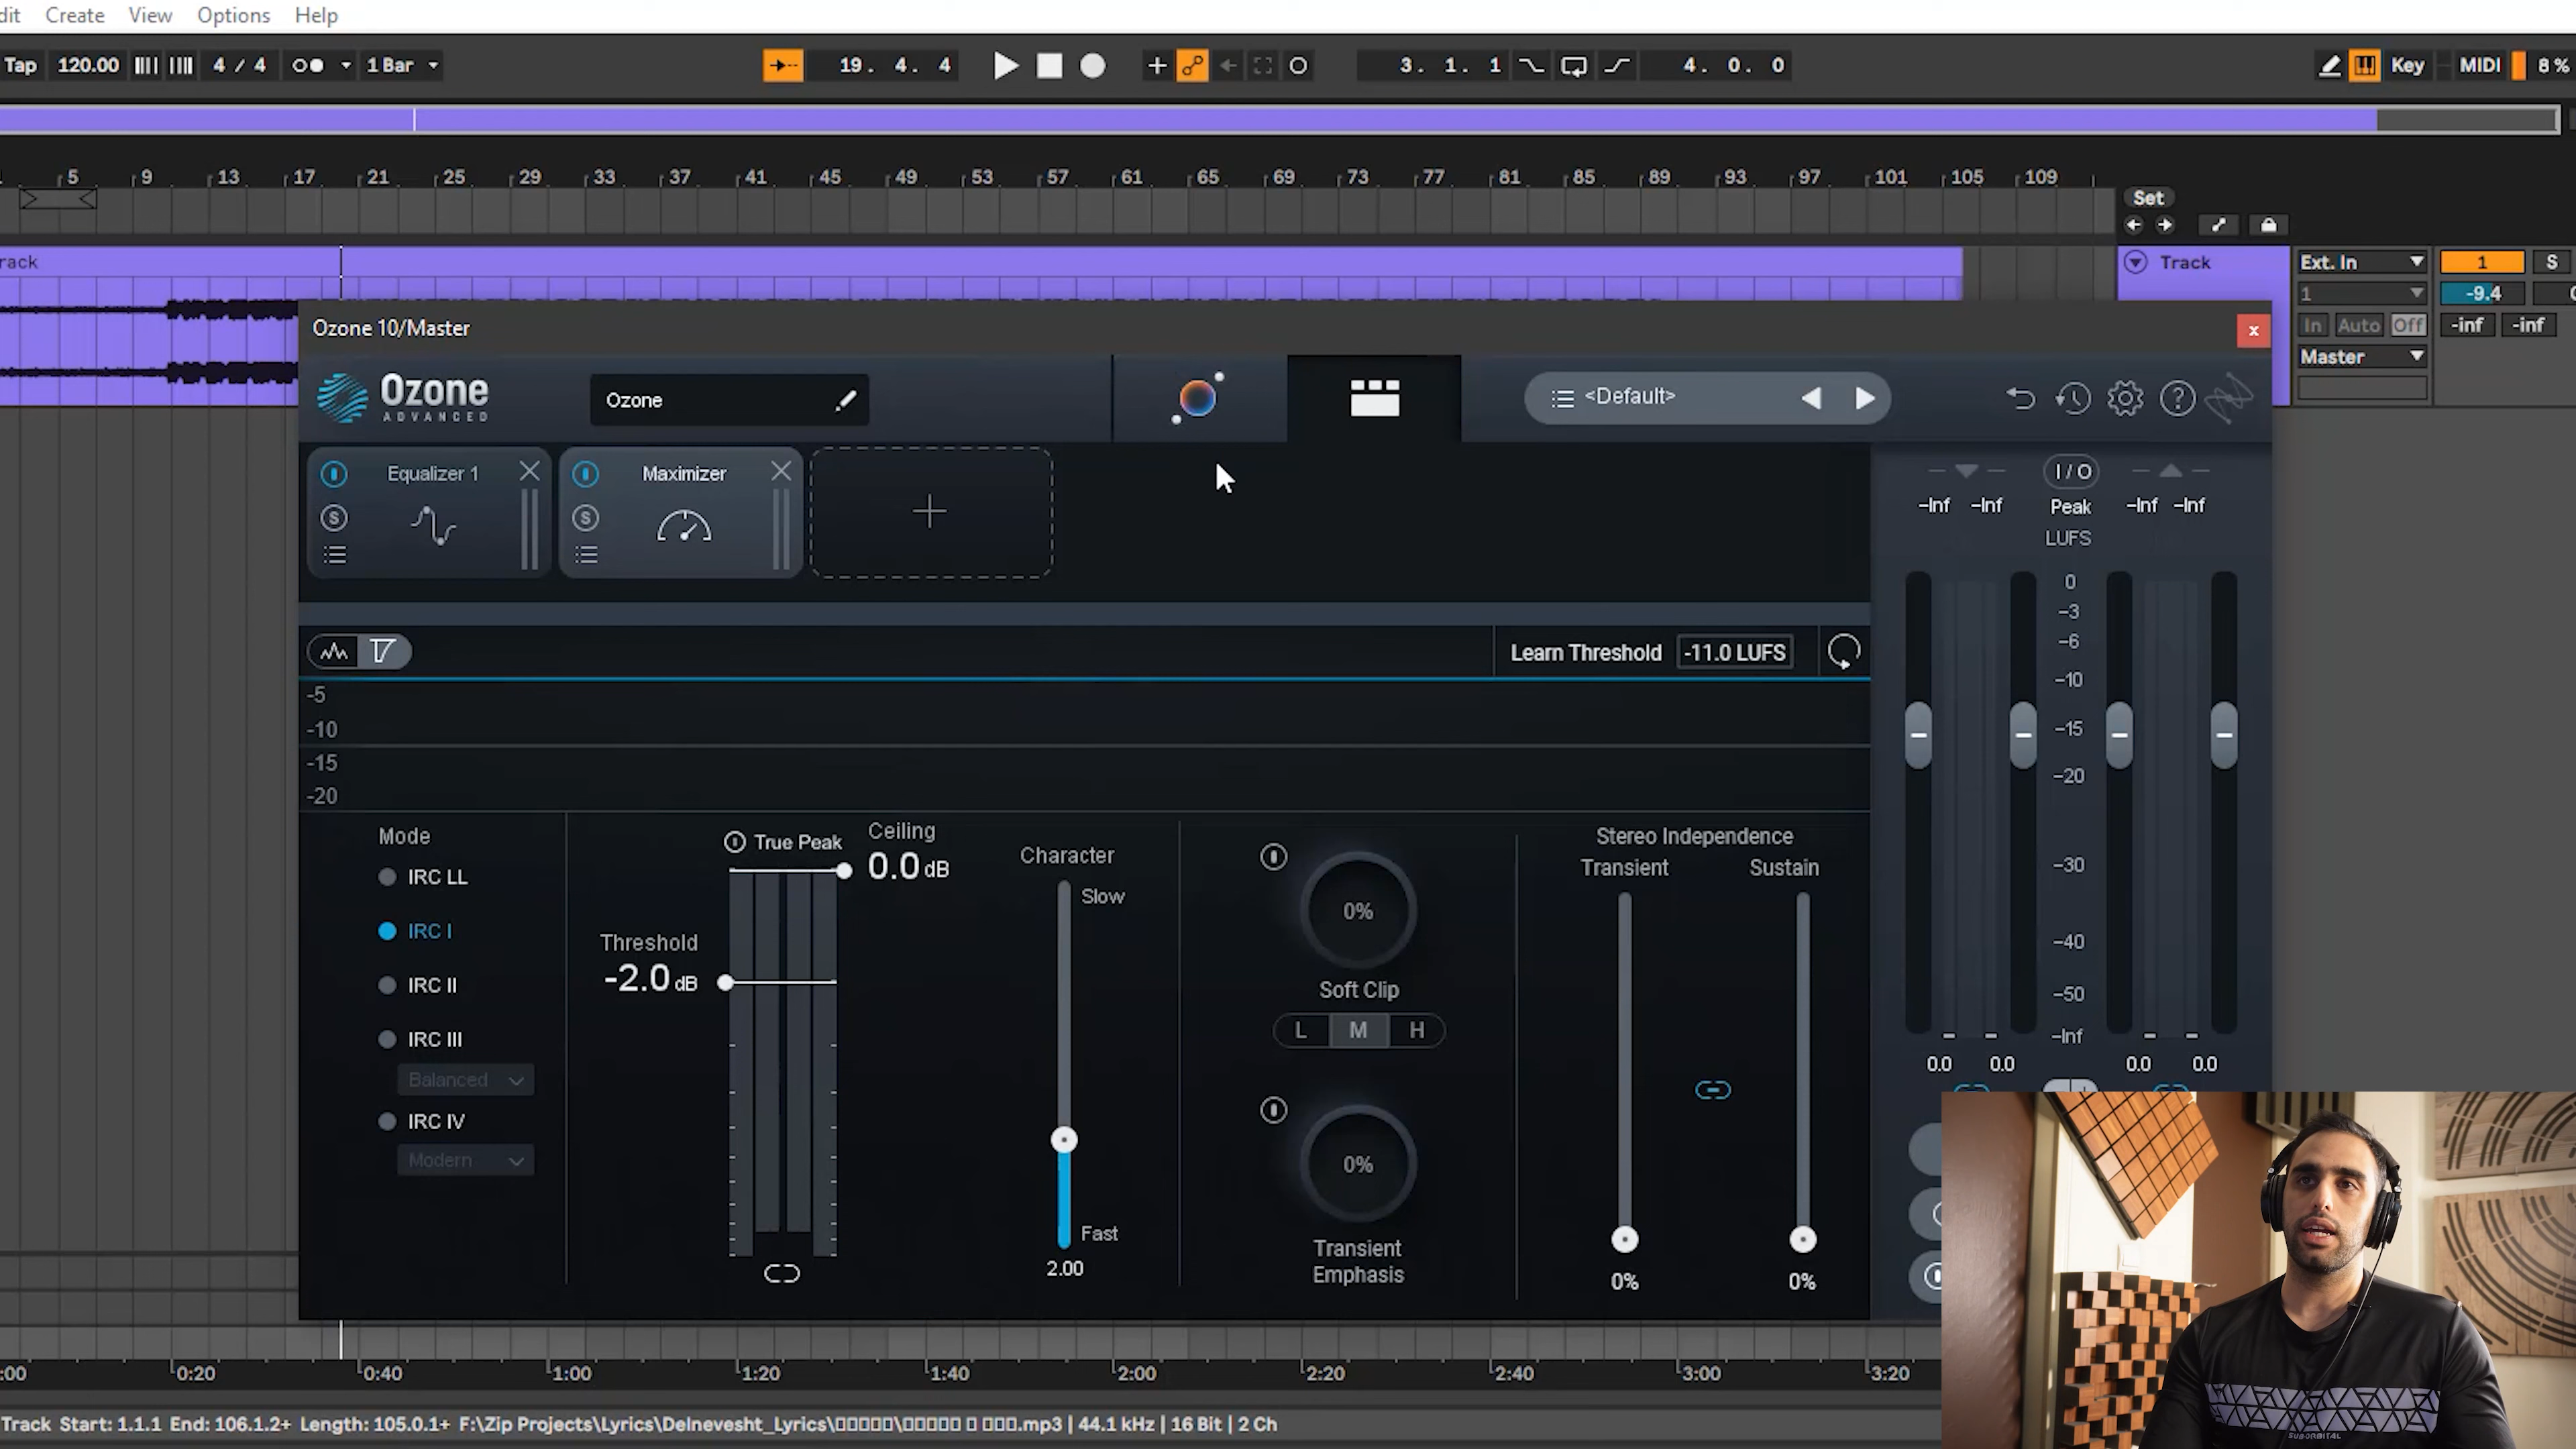 dit Create View Options Help
Tap 120.00 4 / 4 1 Bar 19. 4. 4 3. 1. 1 4. 0. 0 Key MIDI 8 %
5 9 13 17 21 25 29 33 37 41 45 49 53 57 61 65 69 73 77 81 85 89 93 97 101 105 109
Set
rack
Track Ext. In 1 S
1 -9.4
In Auto Off -inf -inf
Master
Ozone 10/Master x
Ozone
ADVANCED
Ozone
<Default>
Equalizer 1
S
Maximizer
S
I / O
-Inf -Inf Peak -Inf -Inf
LUFS
Learn Threshold -11.0 LUFS
-5
-10
-15
-20
0
-3
-6
-10
-15
-20
-30
-40
-50
-Inf
0.0 0.0 0.0 0.0
Mode
IRC LL
IRC I
IRC II
IRC III
Balanced
IRC IV
Modern
True Peak
Ceiling
0.0 dB
Threshold
-2.0 dB
Character
Slow
Fast
2.00
0%
Soft Clip
L M H
0%
Transient
Emphasis
Stereo Independence
Transient Sustain
0% 0%
:00 0:20 0:40 1:00 1:20 1:40 2:00 2:20 2:40 3:00 3:20
Track Start: 1.1.1 End: 106.1.2+ Length: 105.0.1+ F:\Zip Projects\Lyrics\Delnevesht_Lyrics\▯▯▯▯▯▯\▯▯▯▯▯▯ ▯ ▯▯▯.mp3 | 44.1 kHz | 16 Bit | 2 Ch
SUBORBITAL